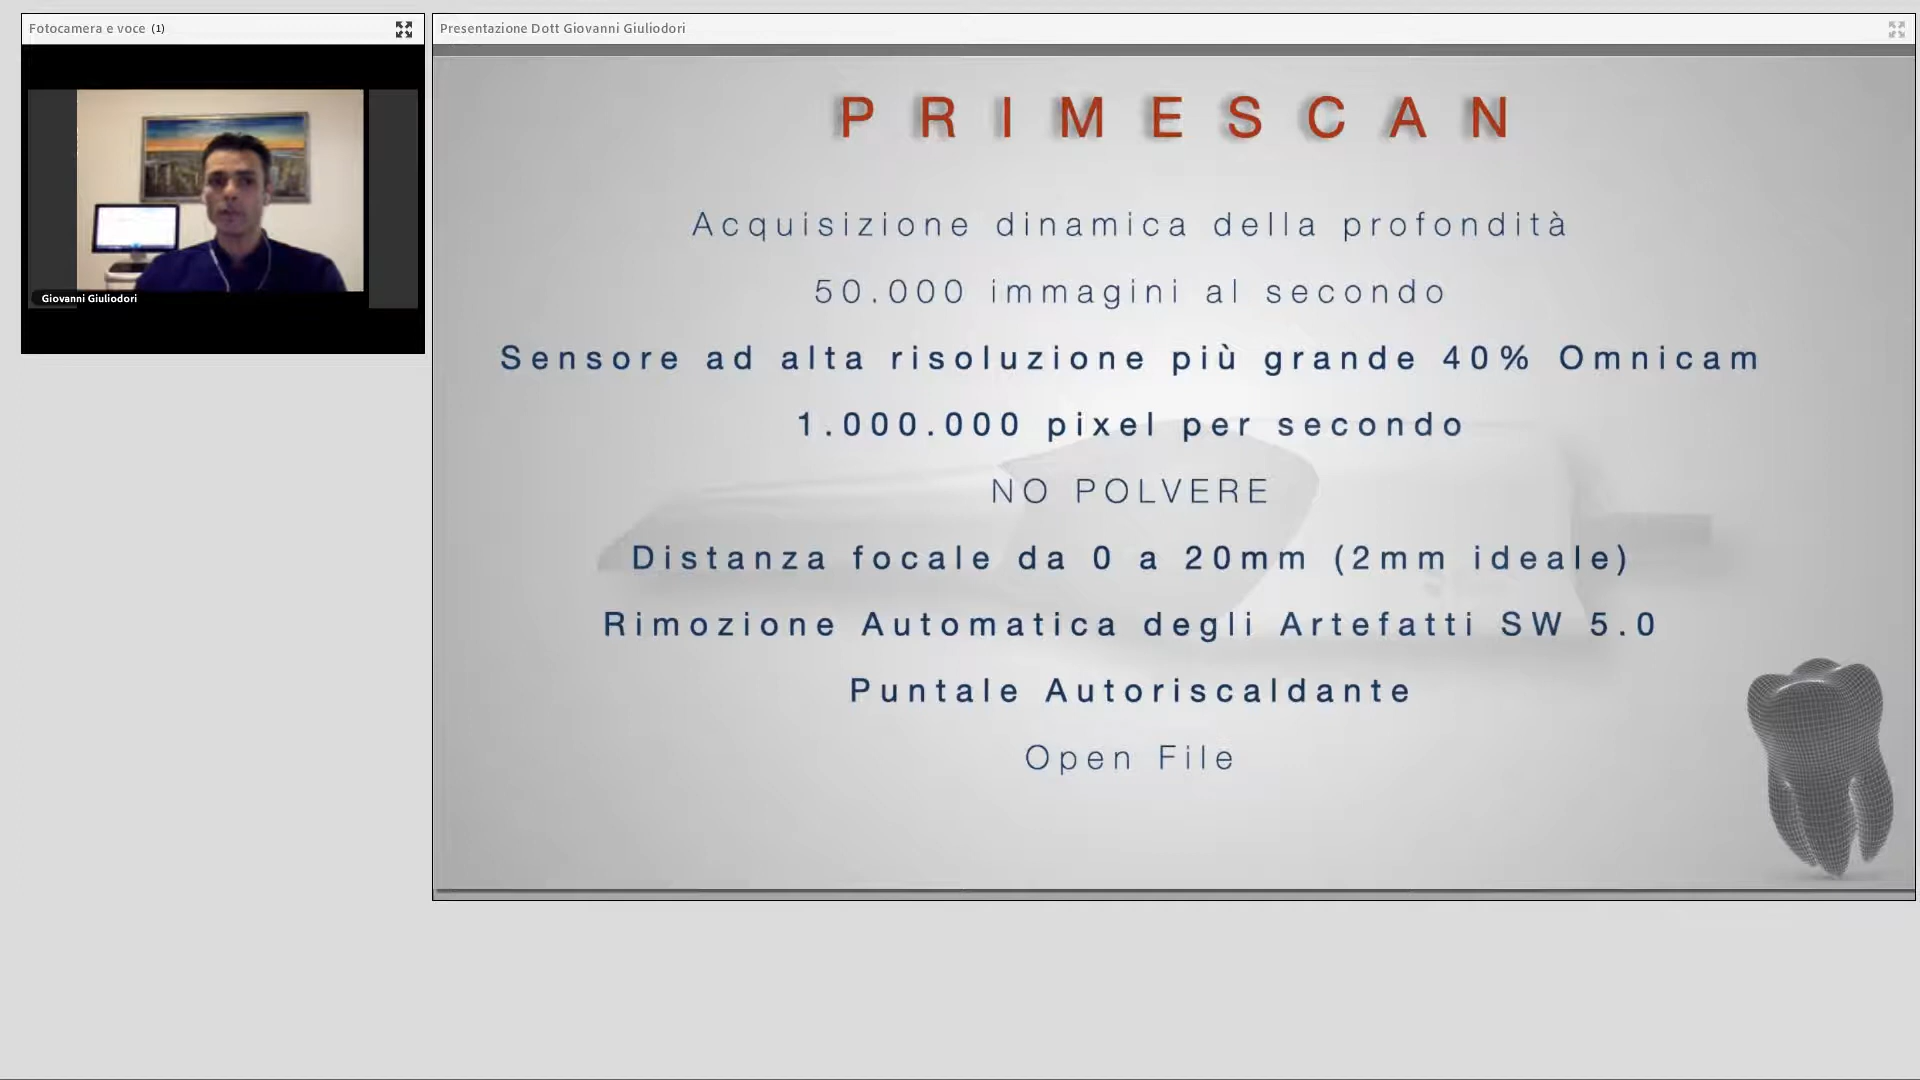 Fotocamera e voce (1)
Giovanni Giuliodori
Presentazione Dott Giovanni Giuliodori
PRIMESCAN
Acquisizione dinamica della profondità
50.000 immagini al secondo
Sensore ad alta risoluzione più grande 40% Omnicam
1.000.000 pixel per secondo
NO POLVERE
Distanza focale da 0 a 20mm (2mm ideale)
Rimozione Automatica degli Artefatti SW 5.0
Puntale Autoriscaldante
Open File